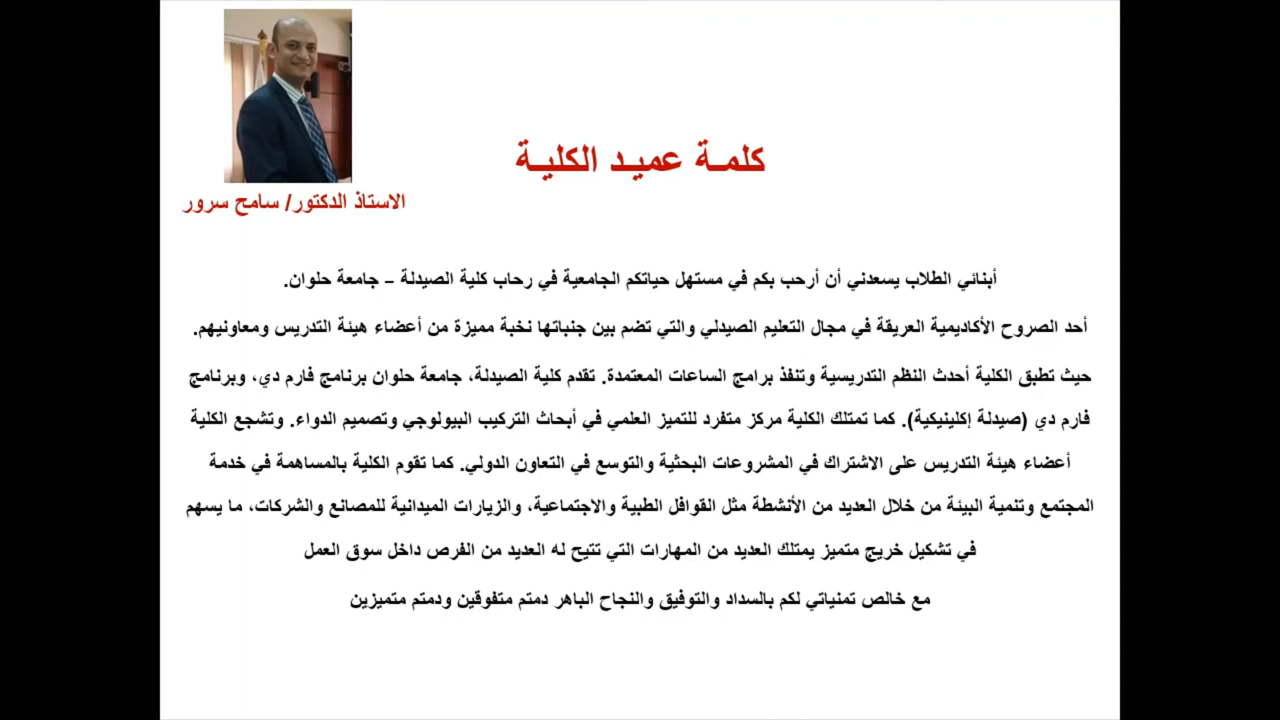 كلمـة عميـد الكليـة
الاستاذ الدكتور/ سامح سرور
أبنائي الطلاب يسعدني أن أرحب بكم في مستهل حياتكم الجامعية في رحاب كلية الصيدلة – جامعة حلوان.
أحد الصروح الأكاديمية العريقة في مجال التعليم الصيدلي والتي تضم بين جنباتها نخبة مميزة من أعضاء هيئة التدريس ومعاونيهم.
حيث تطبق الكلية أحدث النظم التدريسية وتنفذ برامج الساعات المعتمدة. تقدم كلية الصيدلة، جامعة حلوان برنامج فارم دي، وبرنامج
فارم دي (صيدلة إكلينيكية). كما تمتلك الكلية مركز متفرد للتميز العلمي في أبحاث التركيب البيولوجي وتصميم الدواء. وتشجع الكلية
أعضاء هيئة التدريس على الاشتراك في المشروعات البحثية والتوسع في التعاون الدولي. كما تقوم الكلية بالمساهمة في خدمة
المجتمع وتنمية البيئة من خلال العديد من الأنشطة مثل القوافل الطبية والاجتماعية، والزيارات الميدانية للمصانع والشركات، ما يسهم
في تشكيل خريج متميز يمتلك العديد من المهارات التي تتيح له العديد من الفرص داخل سوق العمل
مع خالص تمنياتي لكم بالسداد والتوفيق والنجاح الباهر دمتم متفوقين ودمتم متميزين